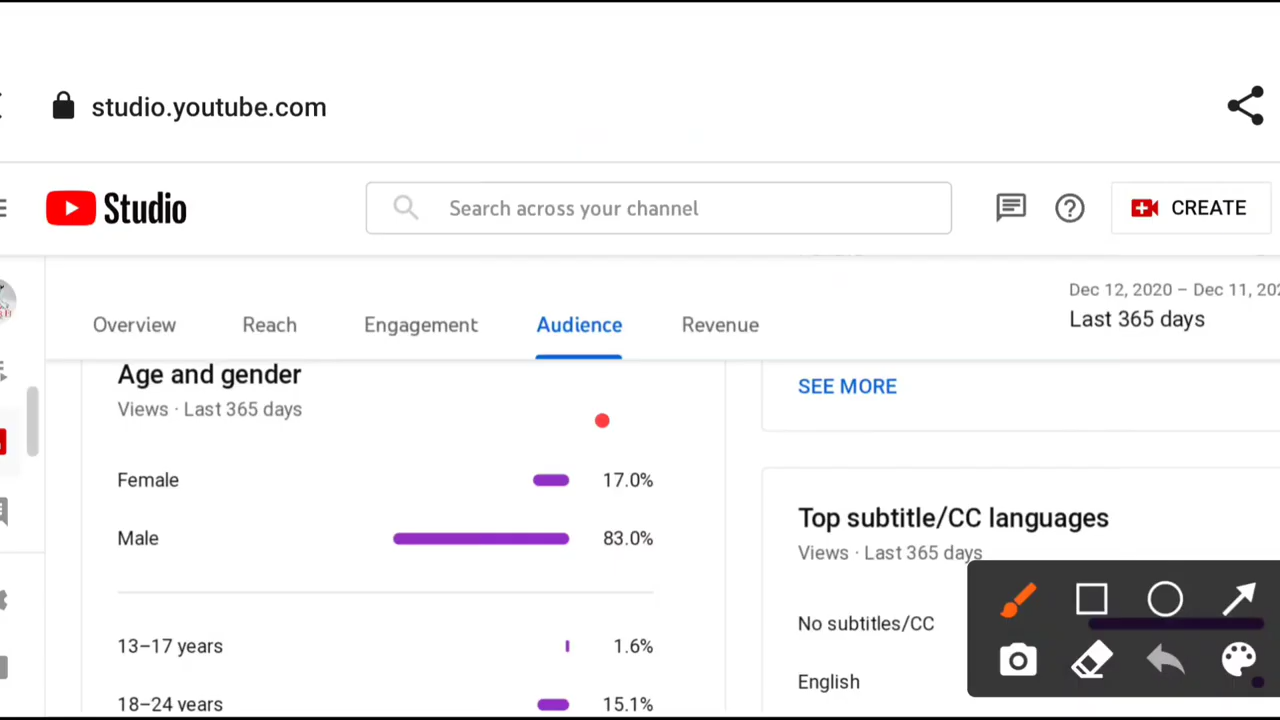 studio.youtube.com
Studio
Search across your channel
CREATE
Overview
Reach
Engagement
Audience
Revenue
Dec 12, 2020 – Dec 11, 202
Last 365 days
Age and gender
Views · Last 365 days
Female 17.0%
Male 83.0%
13–17 years 1.6%
18–24 years 15.1%
SEE MORE
Top subtitle/CC languages
Views · Last 365 days
No subtitles/CC
English